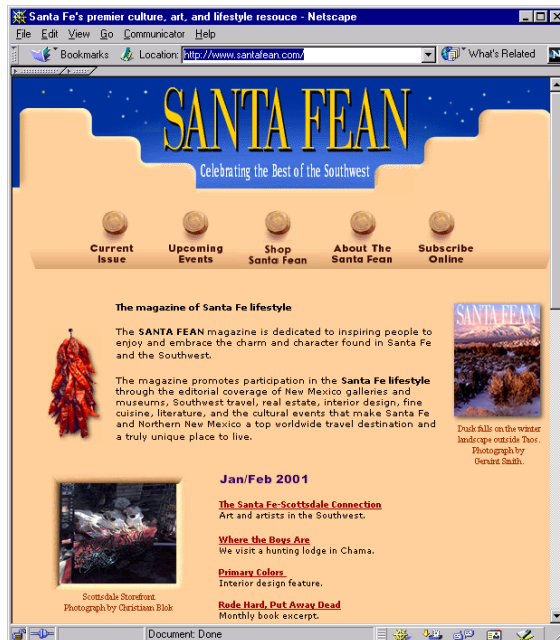 Santa Fe's premier culture, art, and lifestyle resouce - Netscape
File Edit View Go Communicator Help
Bookmarks Location: http://www.santafean.com/ What's Related N
SANTA FEAN
Celebrating the Best of the Southwest
Current Issue
Upcoming Events
Shop Santa Fean
About The Santa Fean
Subscribe Online
The magazine of Santa Fe lifestyle
The SANTA FEAN magazine is dedicated to inspiring people to
enjoy and embrace the charm and character found in Santa Fe
and the Southwest.
The magazine promotes participation in the Santa Fe lifestyle
through the editorial coverage of New Mexico galleries and
museums, Southwest travel, real estate, interior design, fine
cuisine, literature, and the cultural events that make Santa Fe
and Northern New Mexico a top worldwide travel destination and
a truly unique place to live.
SANTA FEAN
Dusk falls on the winter
landscape outside Taos.
Photograph by
Geraint Smith.
Jan/Feb 2001
The Santa Fe-Scottsdale Connection
Art and artists in the Southwest.
Where the Boys Are
We visit a hunting lodge in Chama.
Primary Colors
Interior design feature.
Rode Hard, Put Away Dead
Monthly book excerpt.
Scottsdale Storefront
Photograph by Christiaan Blok
Document: Done